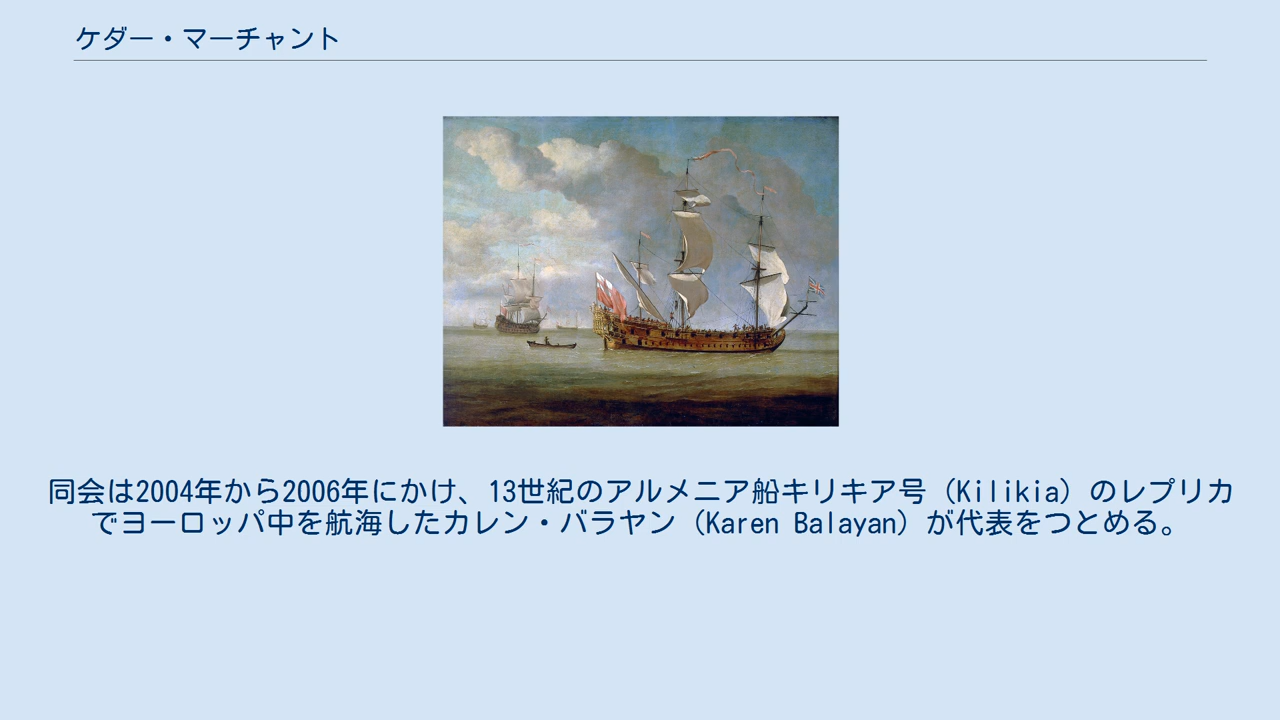 ケダー・マーチャント
同会は2004年から2006年にかけ、13世紀のアルメニア船キリキア号（Kilikia）のレプリカ
でヨーロッパ中を航海したカレン・バラヤン（Karen Balayan）が代表をつとめる。